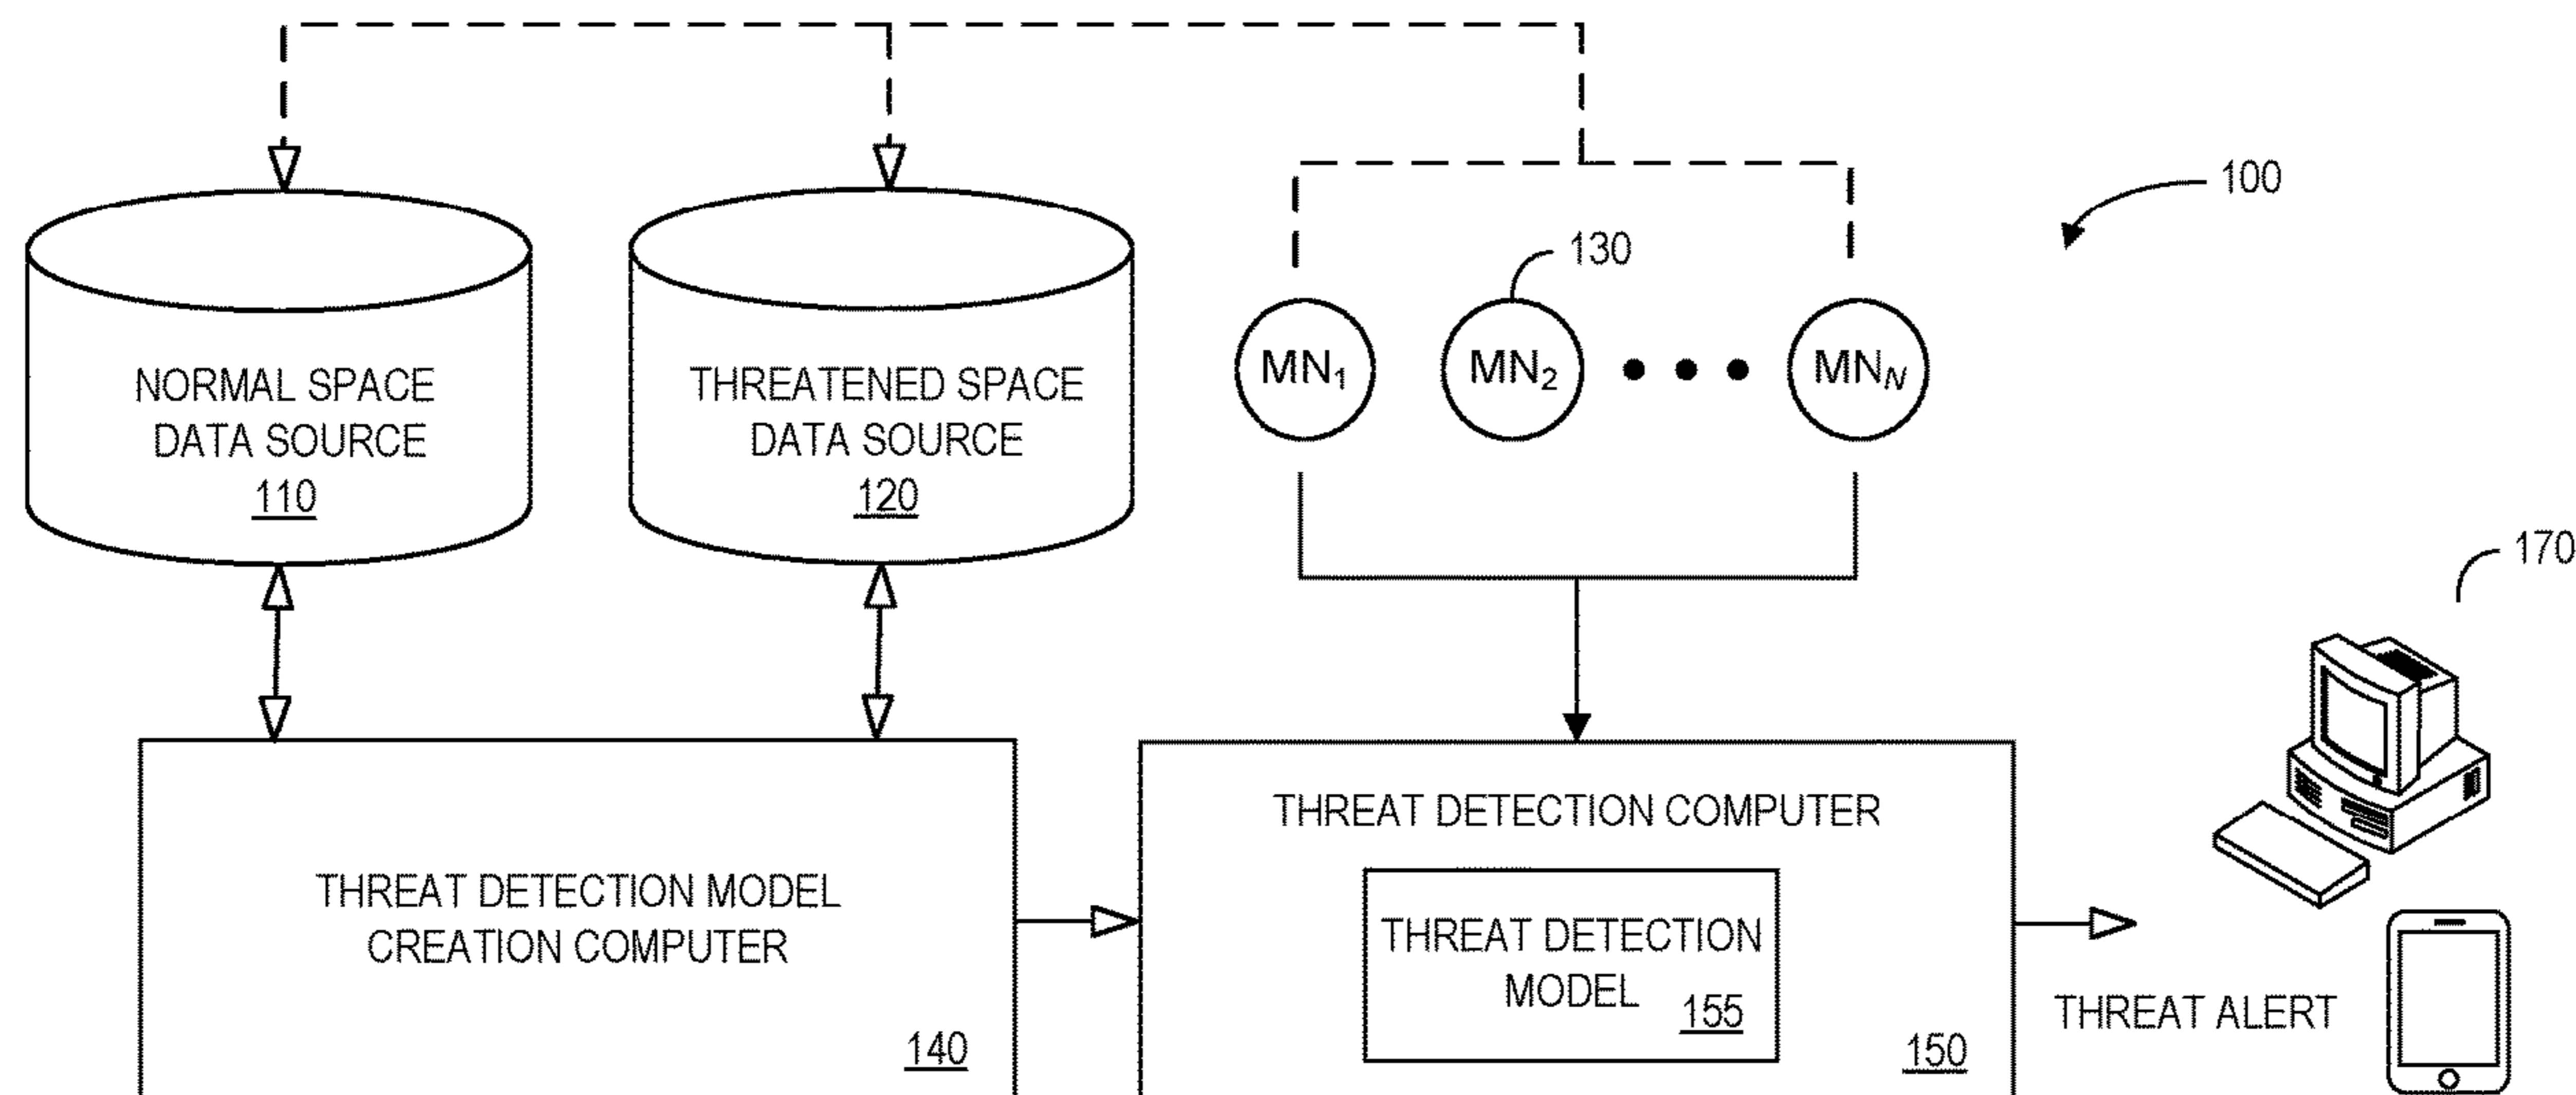 100
130
MN1
MN2
MNN
NORMAL SPACE
DATA SOURCE
110
THREATENED SPACE
DATA SOURCE
120
170
THREAT DETECTION MODEL
CREATION COMPUTER
140
THREAT DETECTION COMPUTER
THREAT DETECTION
MODEL 155
150
THREAT ALERT